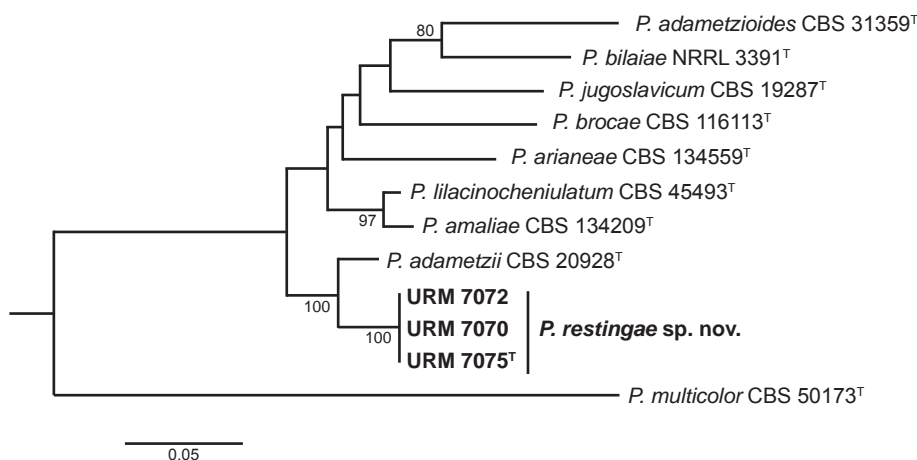 P. adametzioides CBS 31359ᵀ
80
P. bilaiae NRRL 3391ᵀ
P. jugoslavicum CBS 19287ᵀ
P. brocae CBS 116113ᵀ
P. arianeae CBS 134559ᵀ
P. lilacinocheniulatum CBS 45493ᵀ
97
P. amaliae CBS 134209ᵀ
P. adametzii CBS 20928ᵀ
100
URM 7072
URM 7070
P. restingae sp. nov.
100
URM 7075ᵀ
P. multicolor CBS 50173ᵀ
0.05